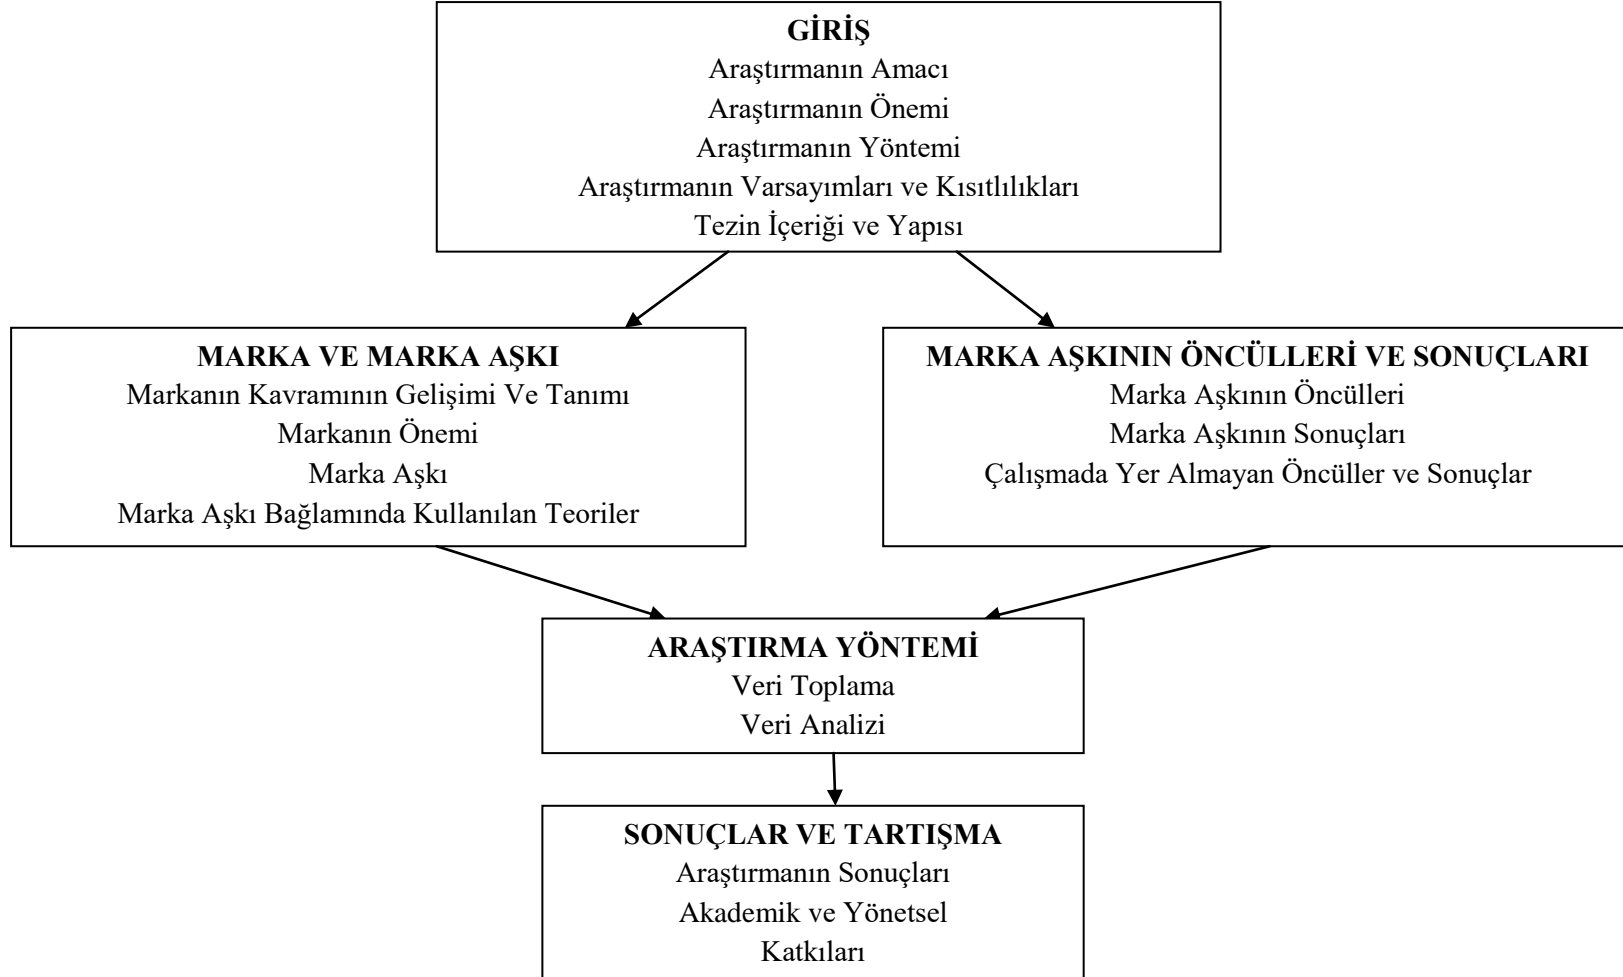 GİRİŞ
Araştırmanın Amacı
Araştırmanın Önemi
Araştırmanın Yöntemi
Araştırmanın Varsayımları ve Kısıtlılıkları
Tezin İçeriği ve Yapısı
MARKA VE MARKA AŞKI
Markanın Kavramının Gelişimi Ve Tanımı
Markanın Önemi
Marka Aşkı
Marka Aşkı Bağlamında Kullanılan Teoriler
MARKA AŞKININ ÖNCÜLLERİ VE SONUÇLARI
Marka Aşkının Öncülleri
Marka Aşkının Sonuçları
Çalışmada Yer Almayan Öncüller ve Sonuçlar
ARAŞTIRMA YÖNTEMİ
Veri Toplama
Veri Analizi
SONUÇLAR VE TARTIŞMA
Araştırmanın Sonuçları
Akademik ve Yönetsel
Katkıları